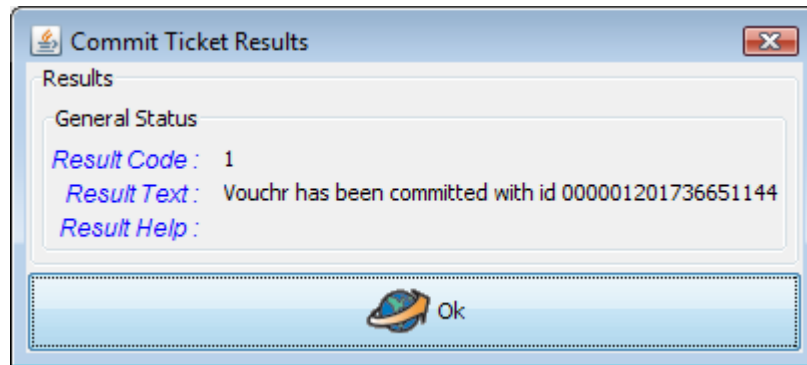 Commit Ticket Results
Results
General Status
Result Code : 1
Result Text : Vouchr has been committed with id 000001201736651144
Result Help :
Ok